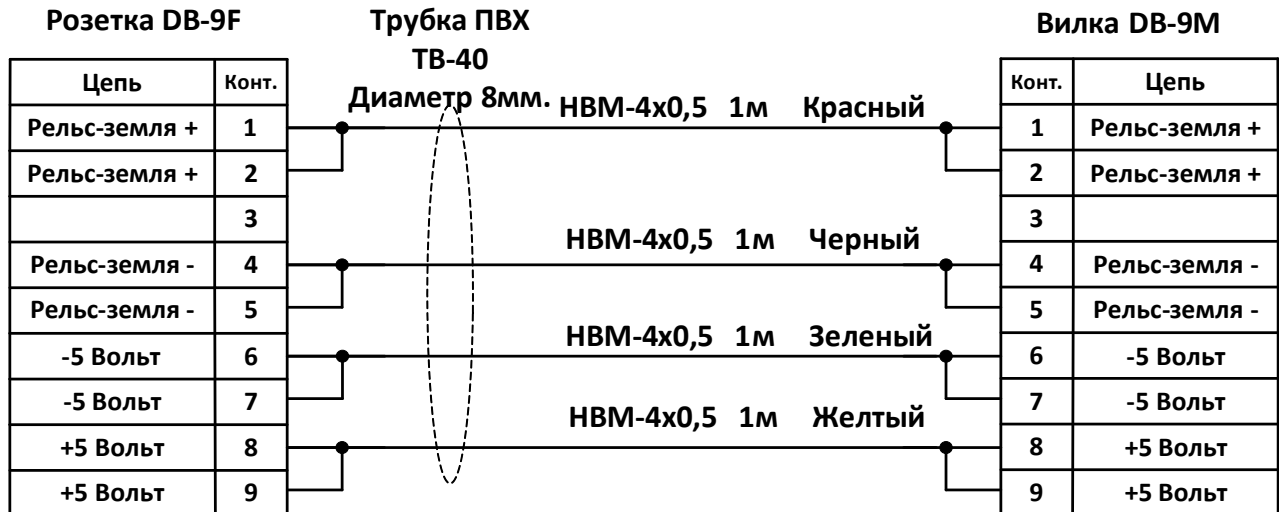 Розетка DB-9F
Трубка ПВХ
ТВ-40
Диаметр 8мм.
Вилка DB-9M
Цепь Конт.
Рельс-земля + 1
Рельс-земля + 2
3
Рельс-земля - 4
Рельс-земля - 5
-5 Вольт 6
-5 Вольт 7
+5 Вольт 8
+5 Вольт 9
НВМ-4х0,5 1м Красный
НВМ-4х0,5 1м Черный
НВМ-4х0,5 1м Зеленый
НВМ-4х0,5 1м Желтый
Конт. Цепь
1 Рельс-земля +
2 Рельс-земля +
3
4 Рельс-земля -
5 Рельс-земля -
6 -5 Вольт
7 -5 Вольт
8 +5 Вольт
9 +5 Вольт